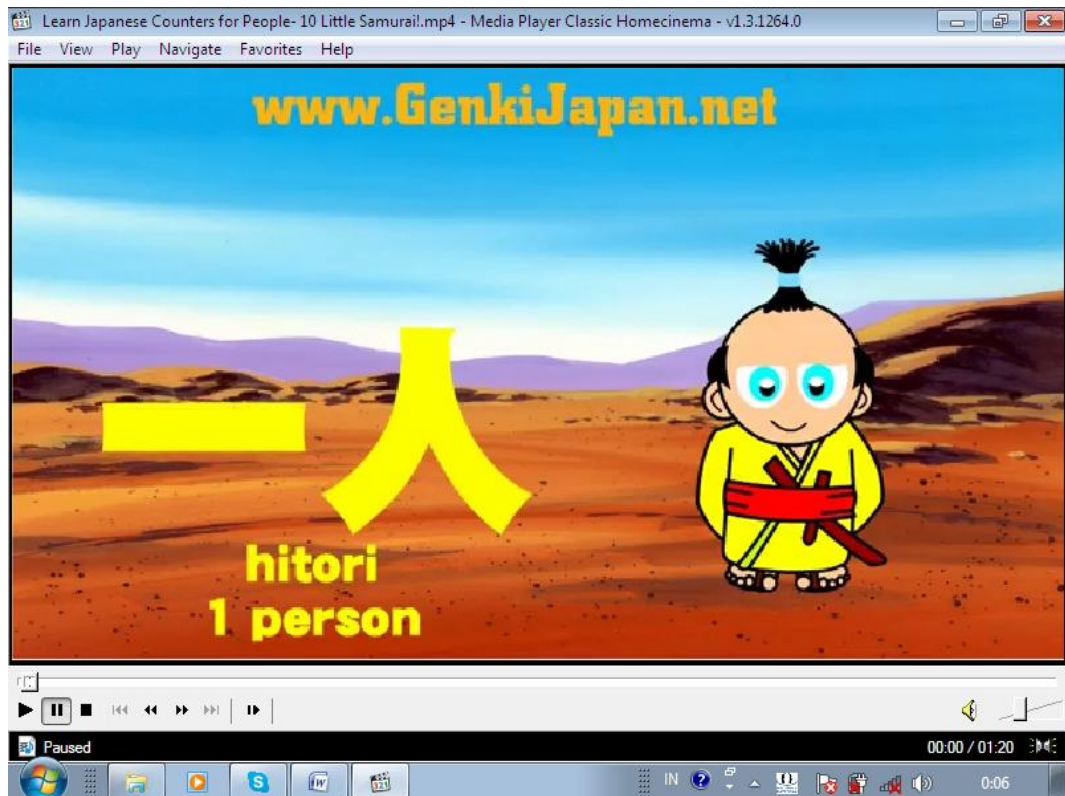 Learn Japanese Counters for People- 10 Little Samurai!.mp4 - Media Player Classic Homecinema - v1.3.1264.0
File View Play Navigate Favorites Help
www.GenkiJapan.net
一人
hitori
1 person
Paused
00:00 / 01:20
IN
0:06